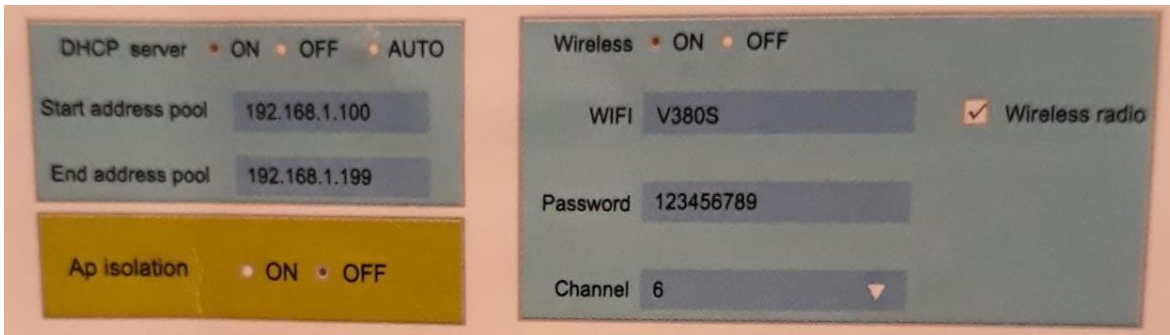 DHCP server ON OFF AUTO
Start address pool 192.168.1.100
End address pool 192.168.1.199
Ap isolation ON OFF
Wireless ON OFF
WIFI V380S Wireless radio
Password 123456789
Channel 6